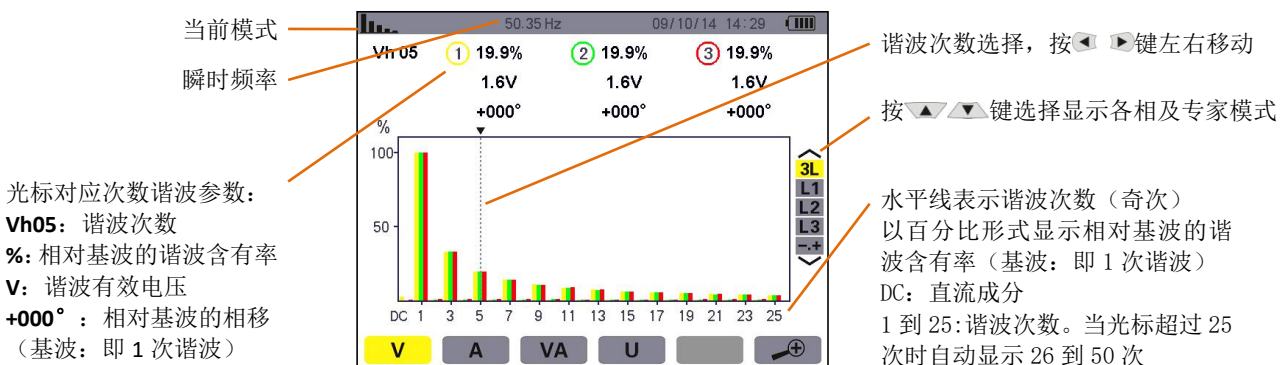 当前模式
瞬时频率
光标对应次数谐波参数：
Vh05：谐波次数
%：相对基波的谐波含有率
V：谐波有效电压
+000°：相对基波的相移
（基波：即 1 次谐波）
50.35 Hz 09/10/14 14:29
Vh 05 1 19.9% 2 19.9% 3 19.9%
1.6V 1.6V 1.6V
+000° +000° +000°
%
100
50
DC 1 3 5 7 9 11 13 15 17 19 21 23 25
3L
L1
L2
L3
-.+
V A VA U
谐波次数选择，按 键左右移动
按 键选择显示各相及专家模式
水平线表示谐波次数（奇次）
以百分比形式显示相对基波的谐
波含有率（基波：即 1 次谐波）
DC：直流成分
1 到 25:谐波次数。当光标超过 25
次时自动显示 26 到 50 次